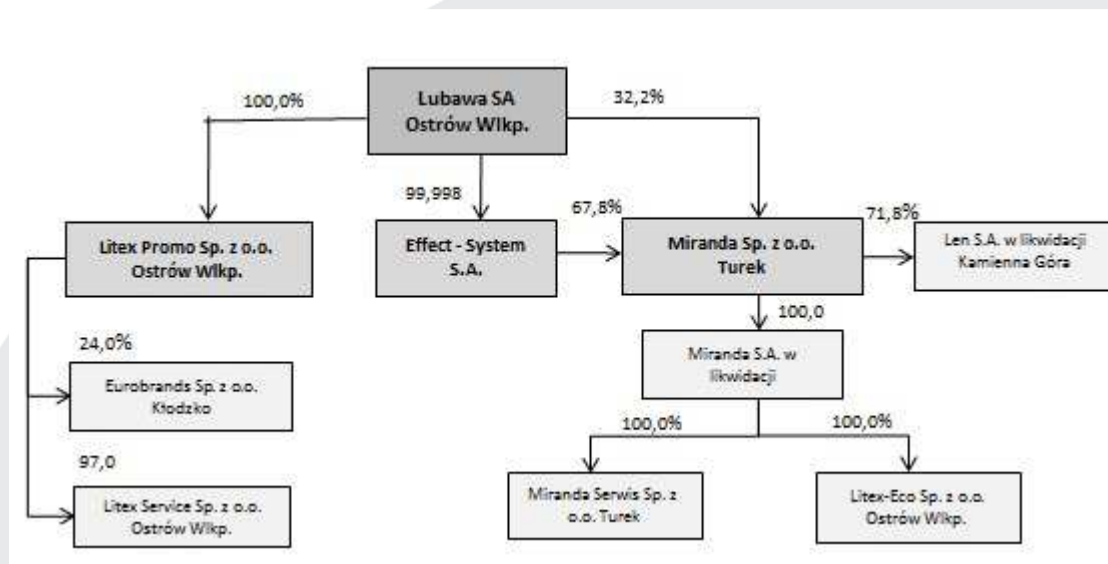 Lubawa SA
Ostrów Wlkp.
100,0%
32,2%
99,998
67,8%
71,8%
Litex Promo Sp. z o.o.
Ostrów Wlkp.
Effect - System
S.A.
Miranda Sp. z o.o.
Turek
Len S.A. w likwidacji
Kamienna Góra
100,0
24,0%
Miranda S.A. w
likwidacji
Eurobrands Sp. z o.o.
Kłodzko
100,0%
100,0%
97,0
Litex Service Sp. z o.o.
Ostrów Wlkp.
Miranda Serwis Sp. z
o.o. Turek
Litex-Eco Sp. z o.o.
Ostrów Wlkp.